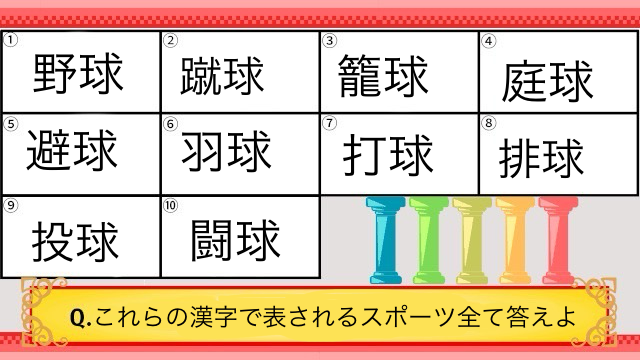 ① 野球
② 蹴球
③ 籠球
④ 庭球
⑤ 避球
⑥ 羽球
⑦ 打球
⑧ 排球
⑨ 投球
⑩ 闘球
Q.これらの漢字で表されるスポーツ全て答えよ